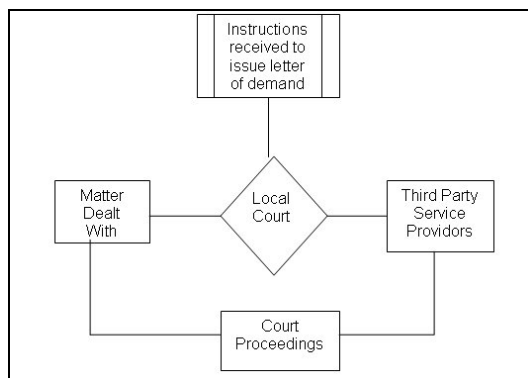 Instructions
received to
issue letter
of demand
Matter
Dealt
With
Local
Court
Third Party
Service
Providors
Court
Proceedings